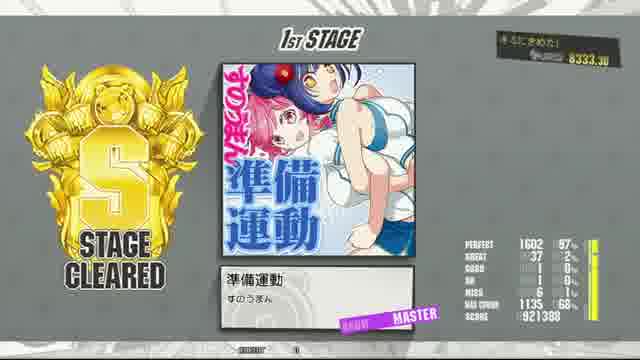 1ST STAGE
8333.30
すのうまん
準備
運動
S
STAGE
CLEARED
準備運動
すのうまん
MASTER
PERFECT 1602 97%
GREAT 37 2%
GOOD 1 0%
1 0%
MISS 6 1%
MAX COMBO 1135 68%
SCORE 921388